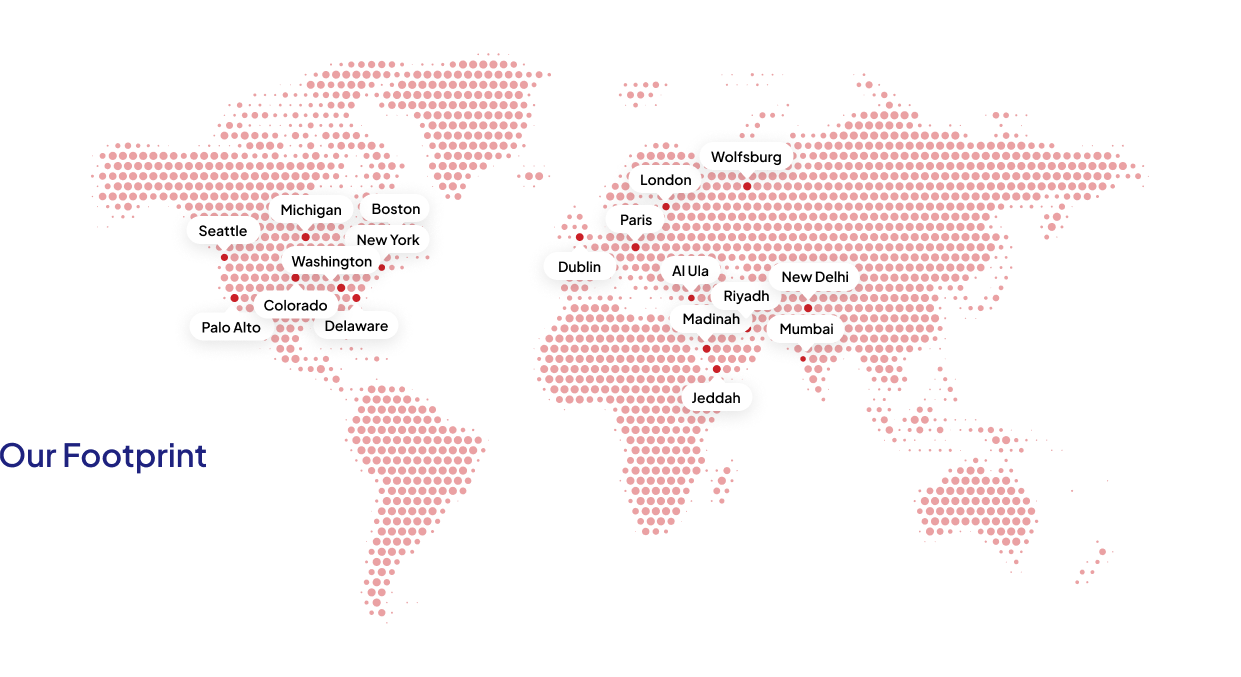 Wolfsburg
London
Michigan
Boston
Paris
Seattle
New York
Washington
Dublin
Al Ula
New Delhi
Riyadh
Colorado
Madinah
Palo Alto
Delaware
Mumbai
Jeddah
Our Footprint